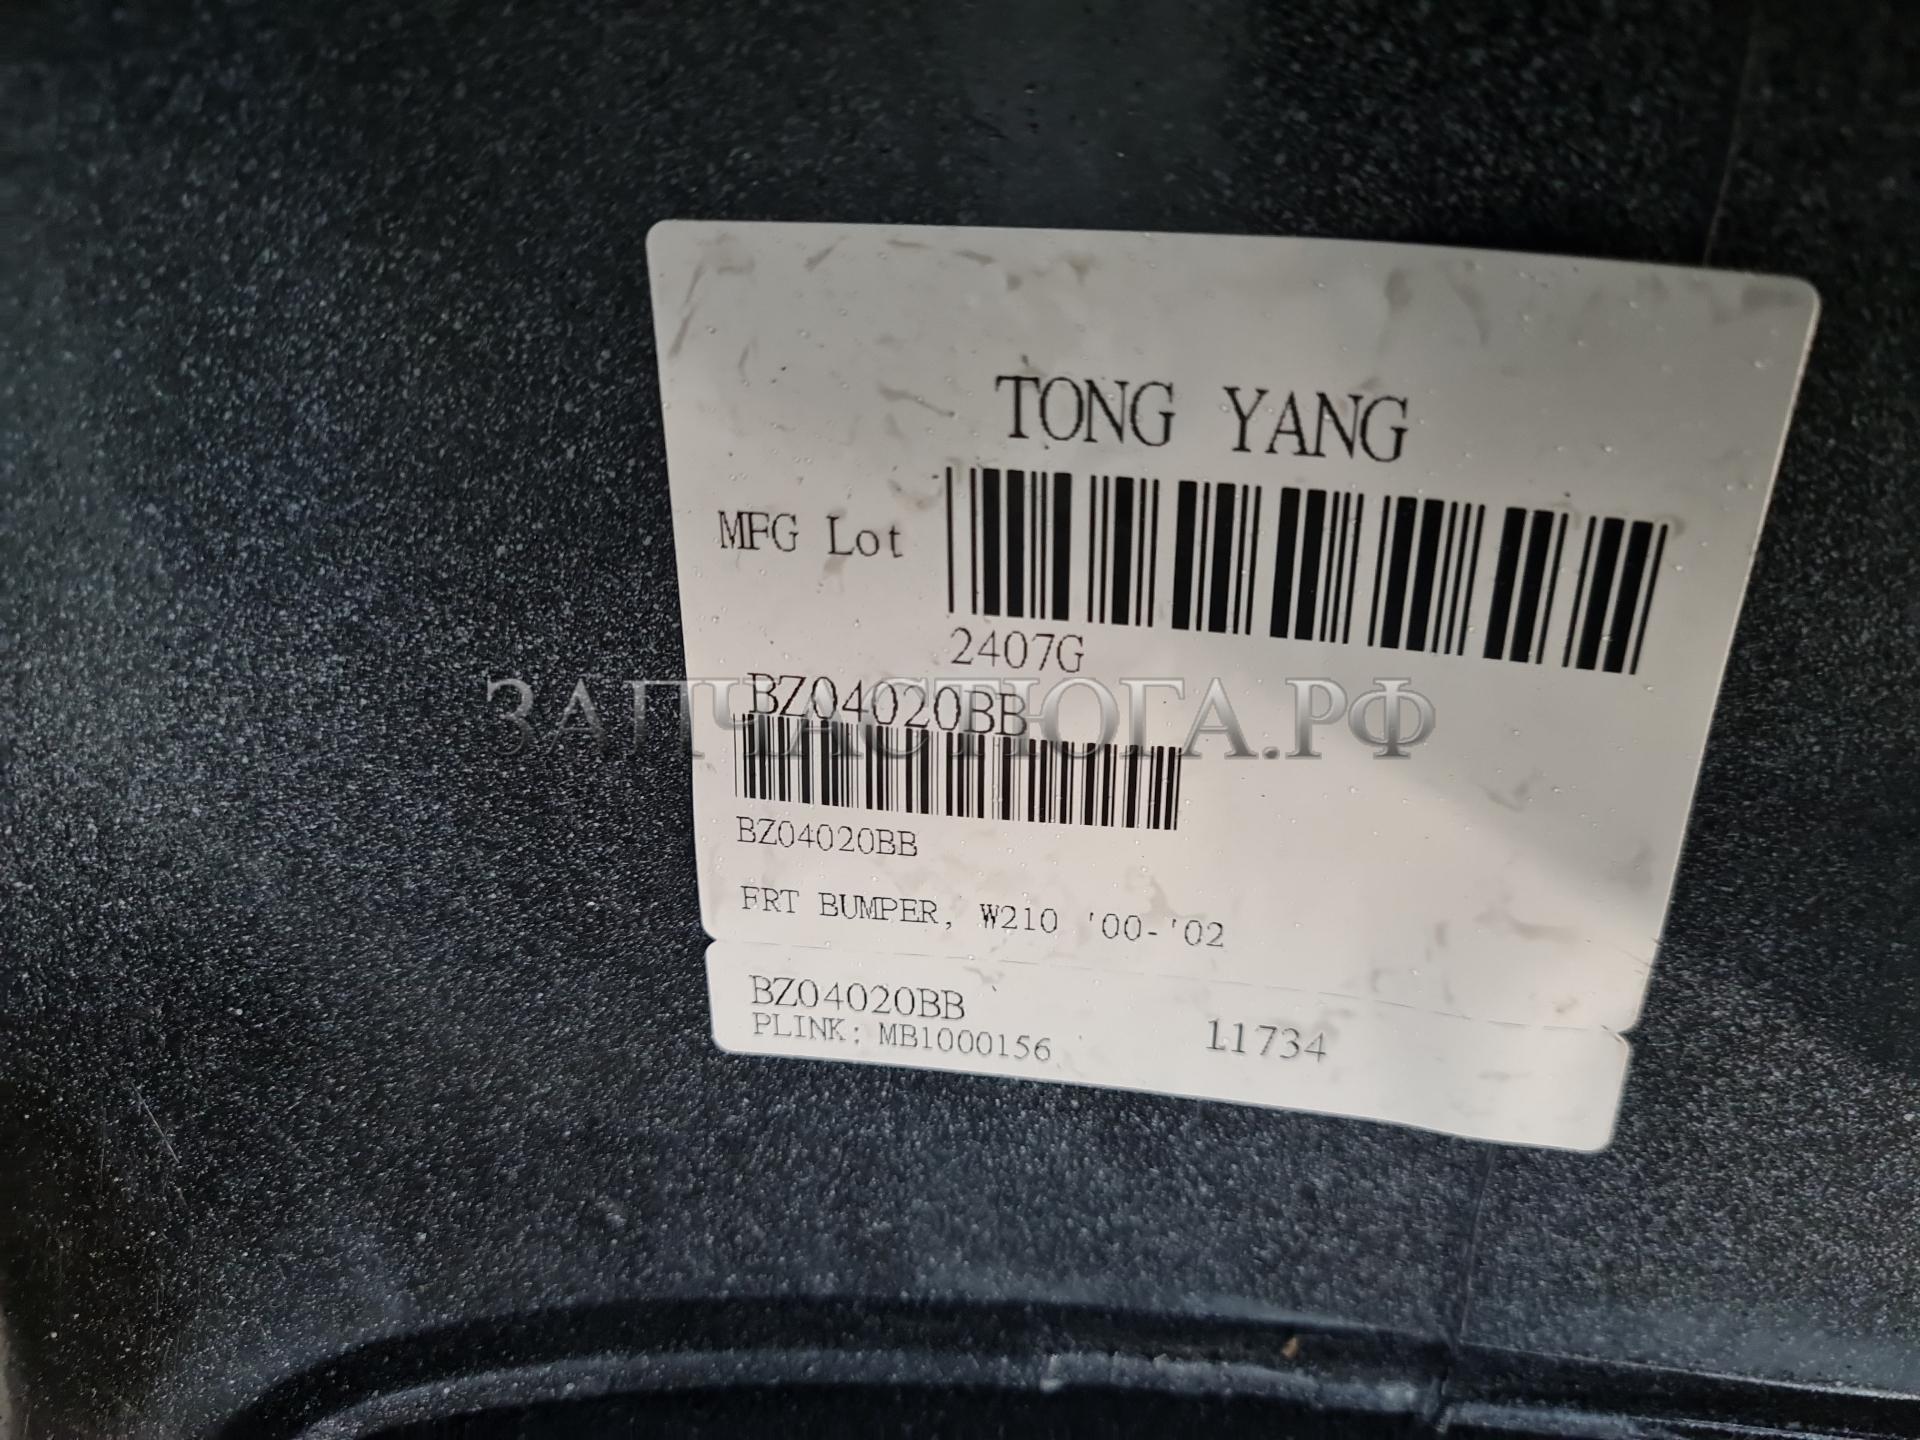 TONG YANG
MFG Lot
2407G
BZ04020BB
ЗАПЧАСТЮГА.РФ
BZ04020BB
FRT BUMPER, W210 '00-'02
BZ04020BB
PLINK: MB1000156 11734